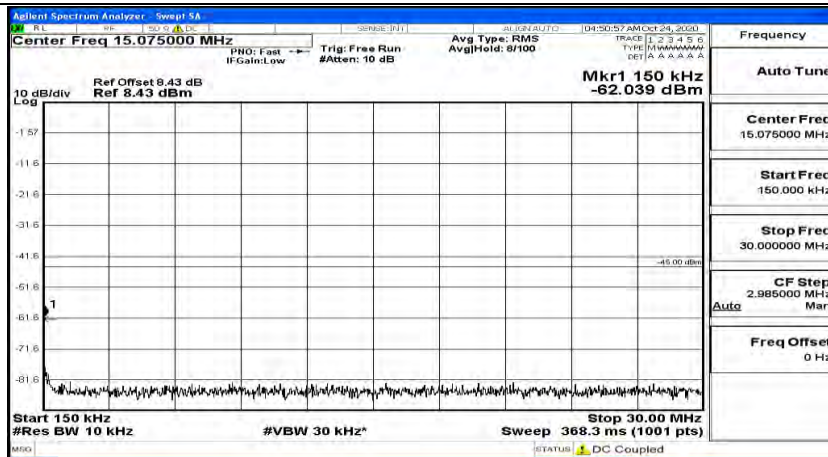 Agilent Spectrum Analyzer - Swept SA
RL RF 50 Ω DC SENSE:INT ALIGN AUTO 04:50:57 AM Oct 24, 2020
Center Freq 15.075000 MHz
PNO: Fast
IFGain:Low
Trig: Free Run
#Atten: 10 dB
Avg Type: RMS
Avg|Hold: 8/100
TRACE 1 2 3 4 5 6
TYPE M WWWWW
DET A A A A A A
Ref Offset 8.43 dB
10 dB/div Ref 8.43 dBm
Log
Mkr1 150 kHz
-62.039 dBm
-1.57
-11.6
-21.6
-31.6
-41.6
-45.00 dBm
-51.6
1
-61.6
-71.6
-81.6
Start 150 kHz
Stop 30.00 MHz
#Res BW 10 kHz
#VBW 30 kHz*
Sweep 368.3 ms (1001 pts)
MSG
STATUS DC Coupled
Frequency
Auto Tune
Center Freq
15.075000 MHz
Start Freq
150.000 kHz
Stop Freq
30.000000 MHz
CF Step
2.985000 MHz
Auto Man
Freq Offset
0 Hz